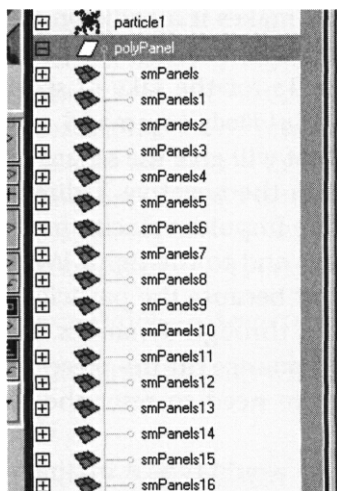 particle1
polyPanel
smPanels
smPanels1
smPanels2
smPanels3
smPanels4
smPanels5
smPanels6
smPanels7
smPanels8
smPanels9
smPanels10
smPanels11
smPanels12
smPanels13
smPanels14
smPanels15
smPanels16